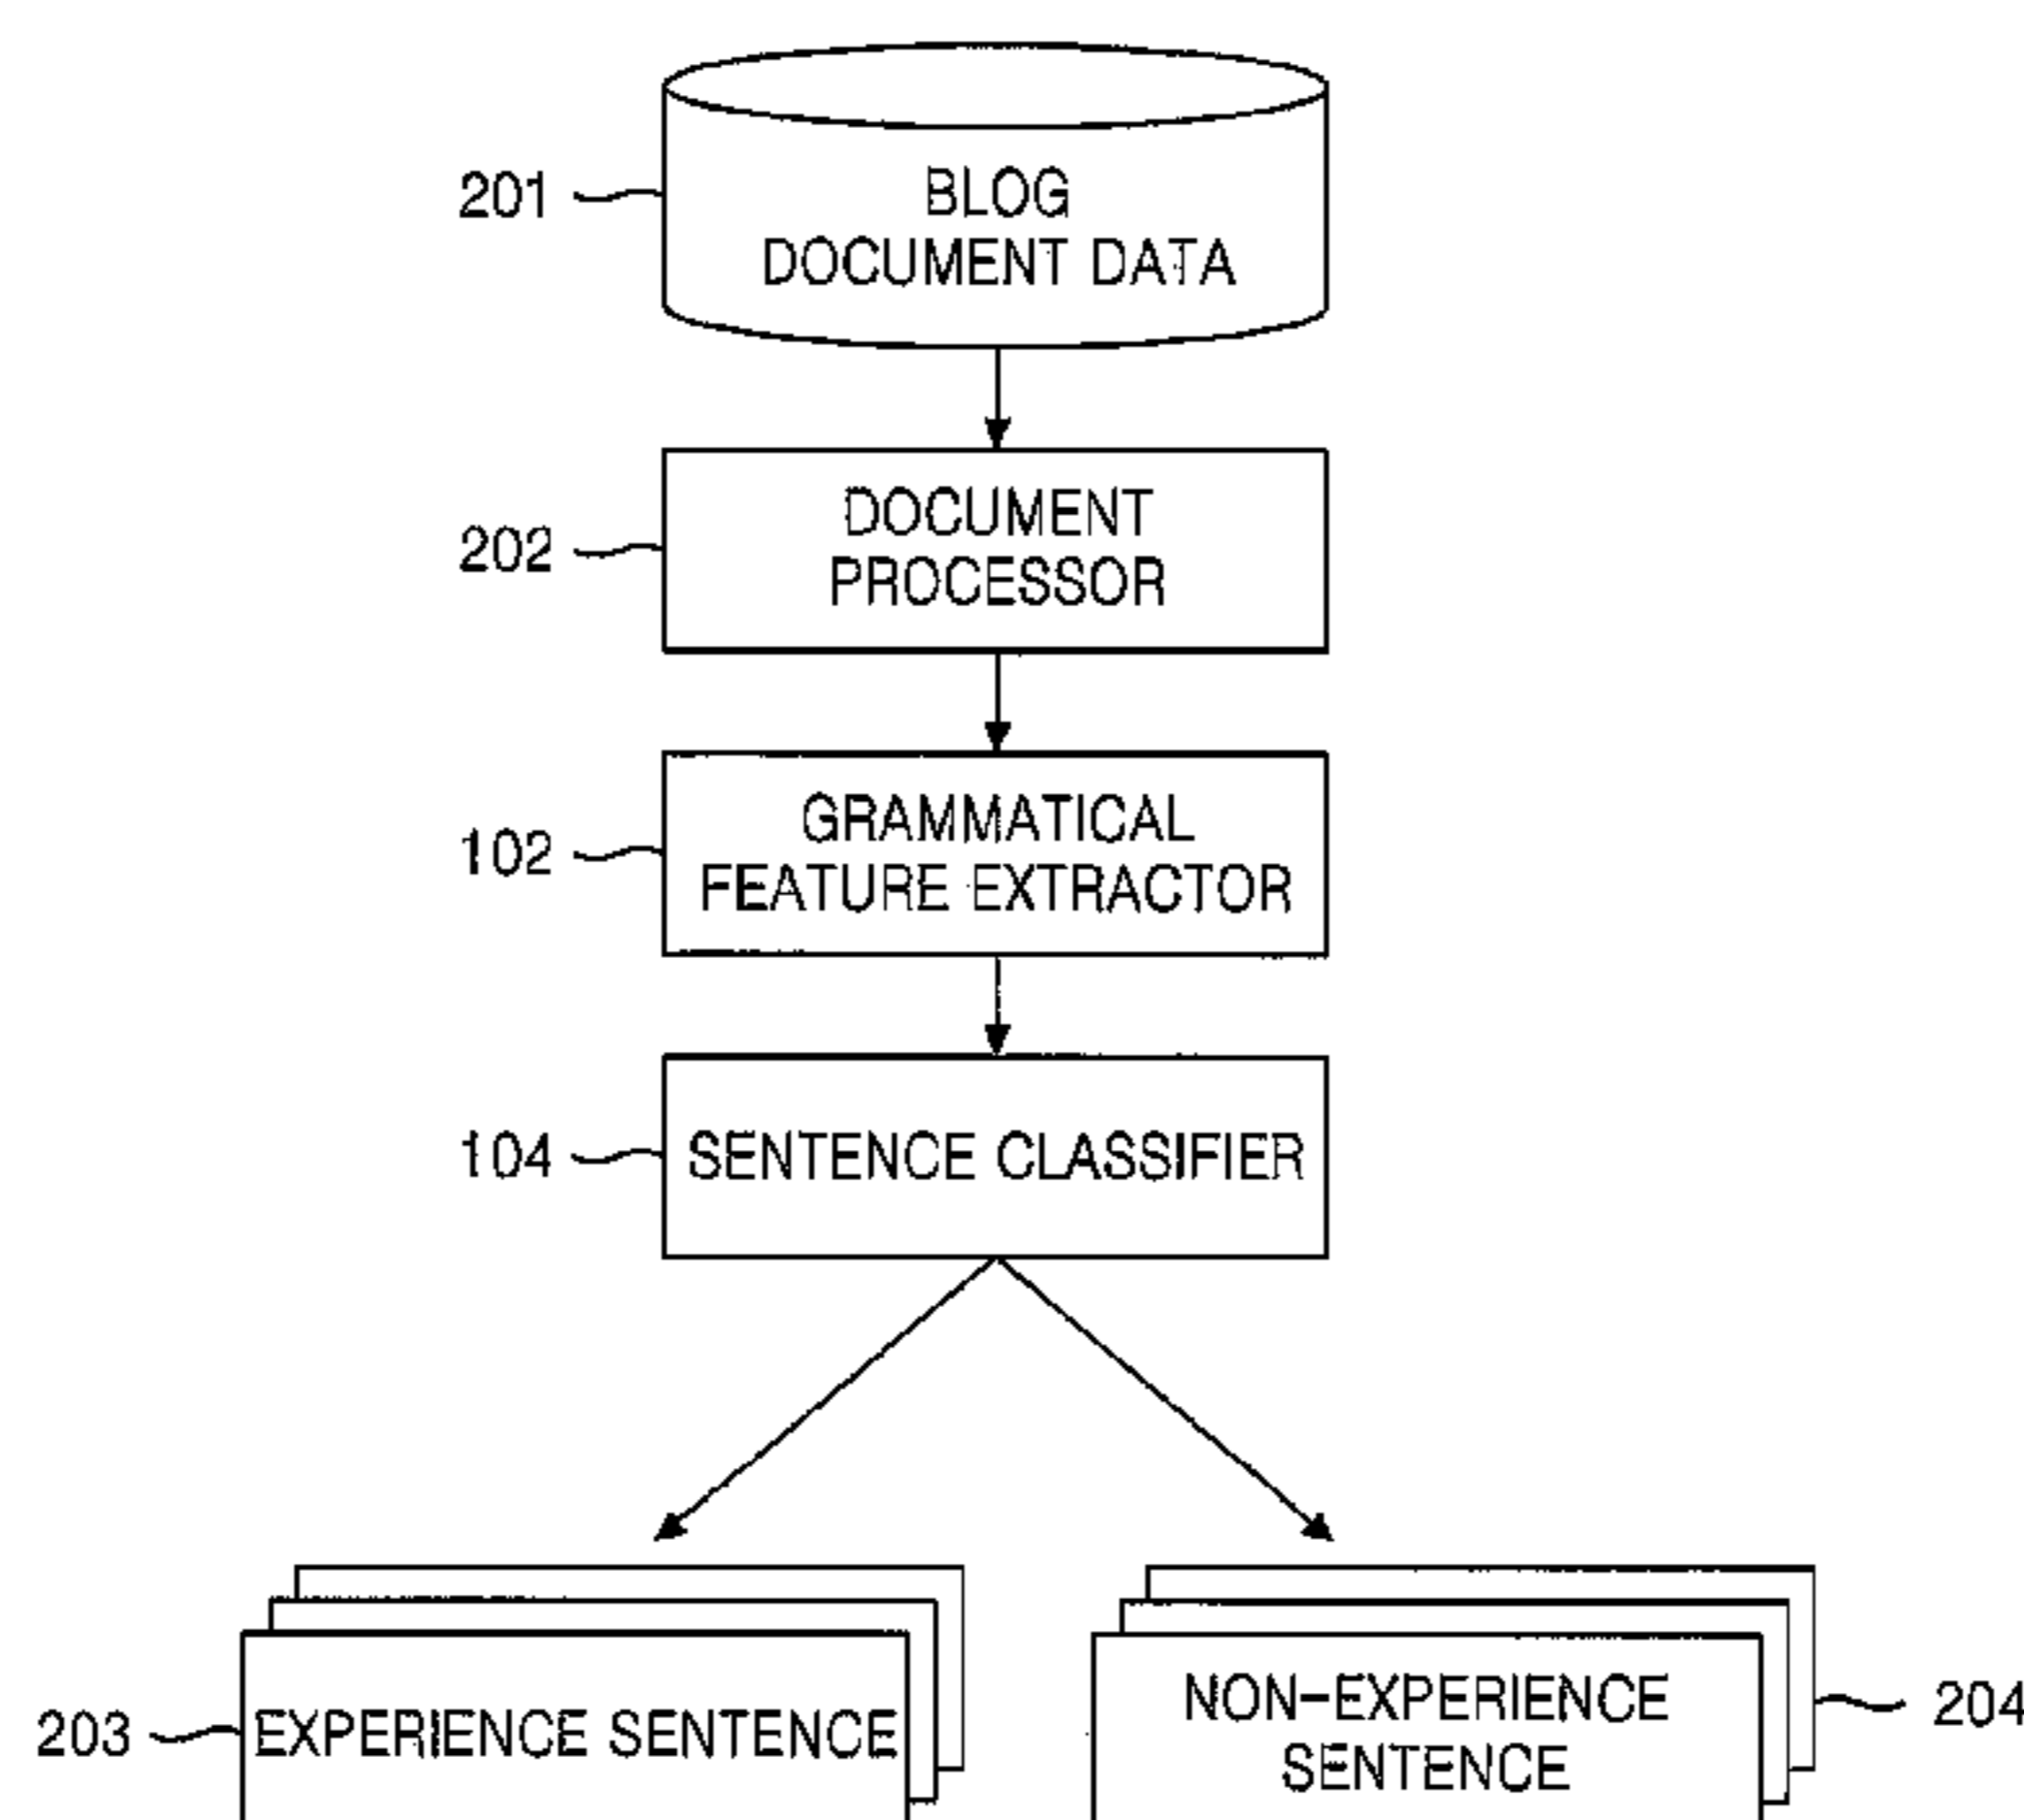 201
BLOG
DOCUMENT DATA
202
DOCUMENT
PROCESSOR
102
GRAMMATICAL
FEATURE EXTRACTOR
104
SENTENCE CLASSIFIER
203
EXPERIENCE SENTENCE
NON-EXPERIENCE
SENTENCE
204